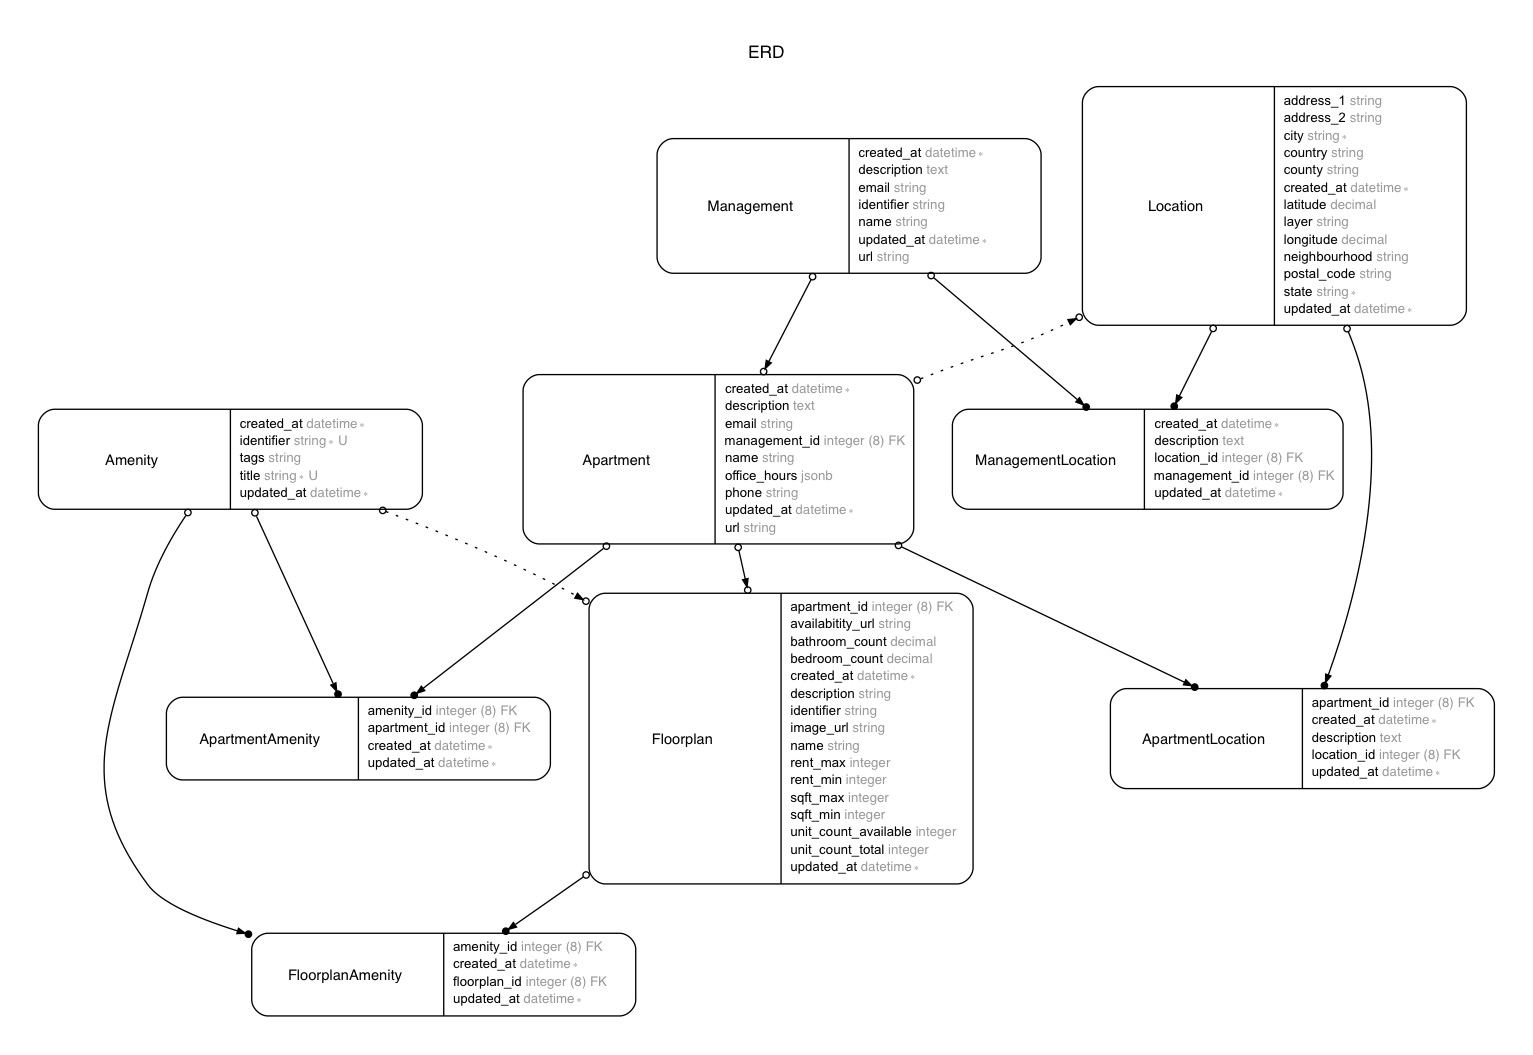 ERD
Management
created_at datetime ∗
description text
email string
identifier string
name string
updated_at datetime ∗
url string
Location
address_1 string
address_2 string
city string ∗
country string
county string
created_at datetime ∗
latitude decimal
layer string
longitude decimal
neighbourhood string
postal_code string
state string ∗
updated_at datetime ∗
Amenity
created_at datetime ∗
identifier string ∗ U
tags string
title string ∗ U
updated_at datetime ∗
Apartment
created_at datetime ∗
description text
email string
management_id integer (8) FK
name string
office_hours jsonb
phone string
updated_at datetime ∗
url string
ManagementLocation
created_at datetime ∗
description text
location_id integer (8) FK
management_id integer (8) FK
updated_at datetime ∗
ApartmentAmenity
amenity_id integer (8) FK
apartment_id integer (8) FK
created_at datetime ∗
updated_at datetime ∗
Floorplan
apartment_id integer (8) FK
availabitity_url string
bathroom_count decimal
bedroom_count decimal
created_at datetime ∗
description string
identifier string
image_url string
name string
rent_max integer
rent_min integer
sqft_max integer
sqft_min integer
unit_count_available integer
unit_count_total integer
updated_at datetime ∗
ApartmentLocation
apartment_id integer (8) FK
created_at datetime ∗
description text
location_id integer (8) FK
updated_at datetime ∗
FloorplanAmenity
amenity_id integer (8) FK
created_at datetime ∗
floorplan_id integer (8) FK
updated_at datetime ∗